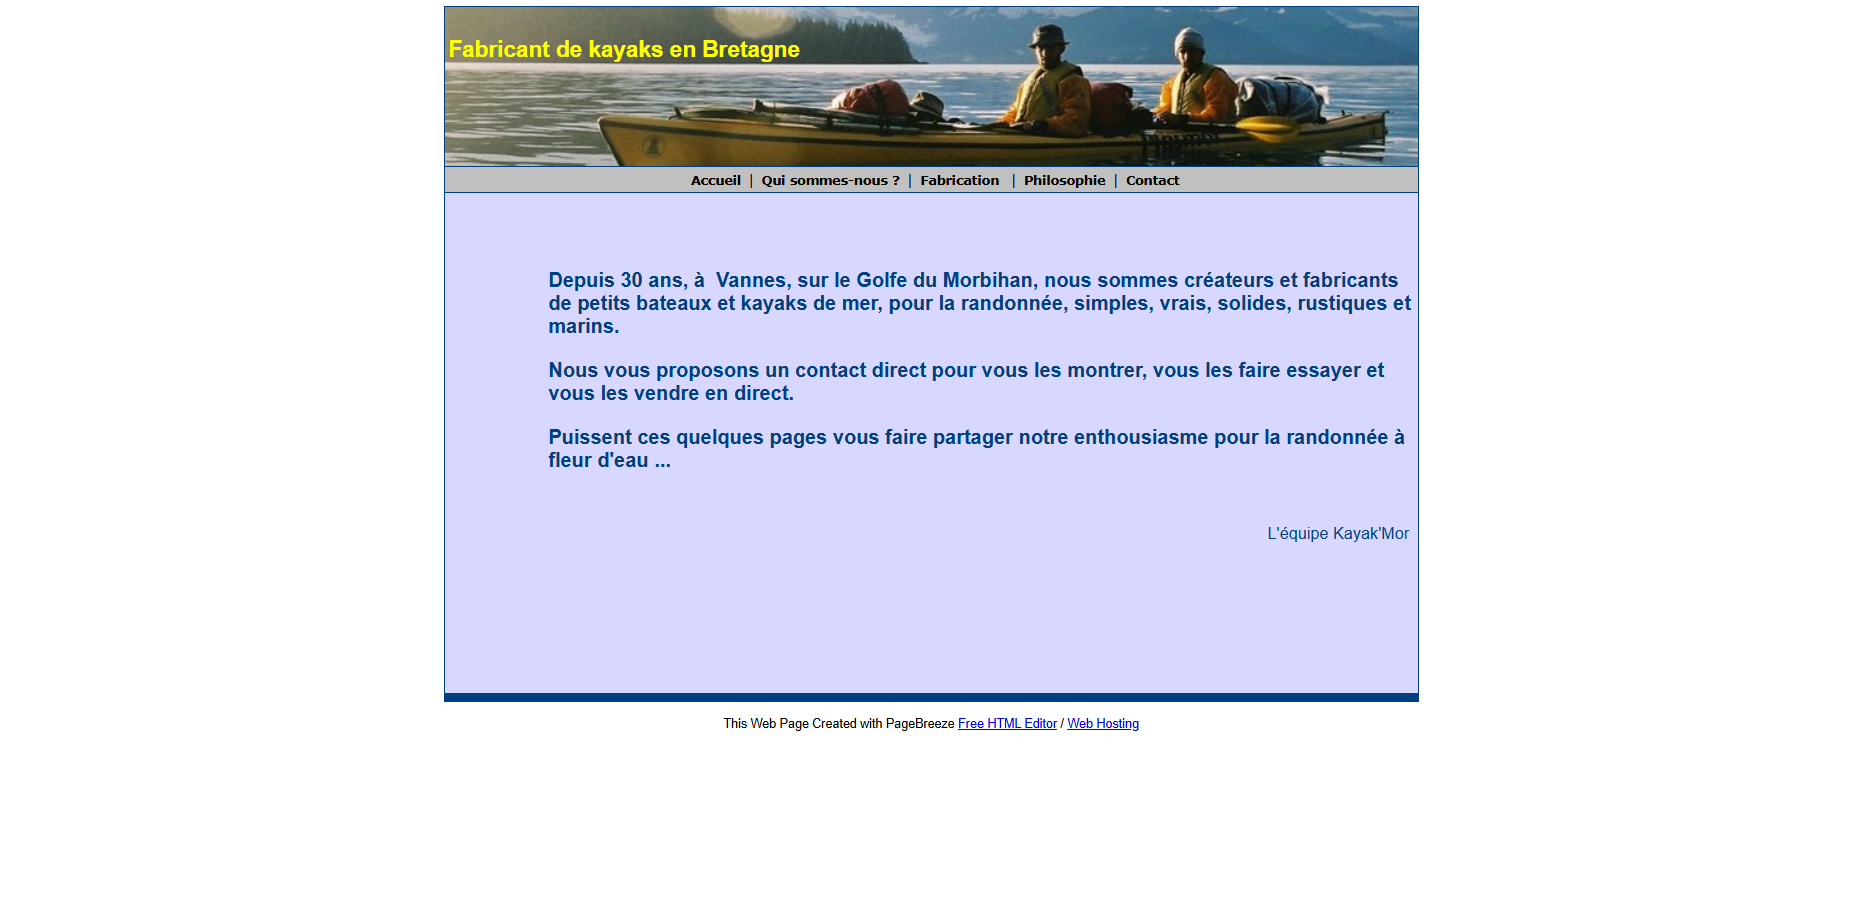 Fabricant de kayaks en Bretagne
Accueil | Qui sommes-nous ? | Fabrication | Philosophie | Contact
Depuis 30 ans, à  Vannes, sur le Golfe du Morbihan, nous sommes créateurs et fabricants
de petits bateaux et kayaks de mer, pour la randonnée, simples, vrais, solides, rustiques et
marins.
Nous vous proposons un contact direct pour vous les montrer, vous les faire essayer et
vous les vendre en direct.
Puissent ces quelques pages vous faire partager notre enthousiasme pour la randonnée à
fleur d'eau ...
L'équipe Kayak'Mor
This Web Page Created with PageBreeze Free HTML Editor / Web Hosting